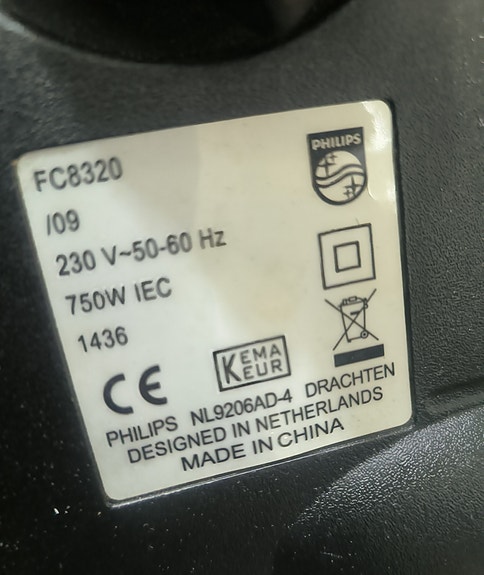 PHILIPS
FC8320
/09
230 V~50-60 Hz
750W IEC
1436
CE
KEMA
KEUR
PHILIPS NL9206AD-4 DRACHTEN
DESIGNED IN NETHERLANDS
MADE IN CHINA